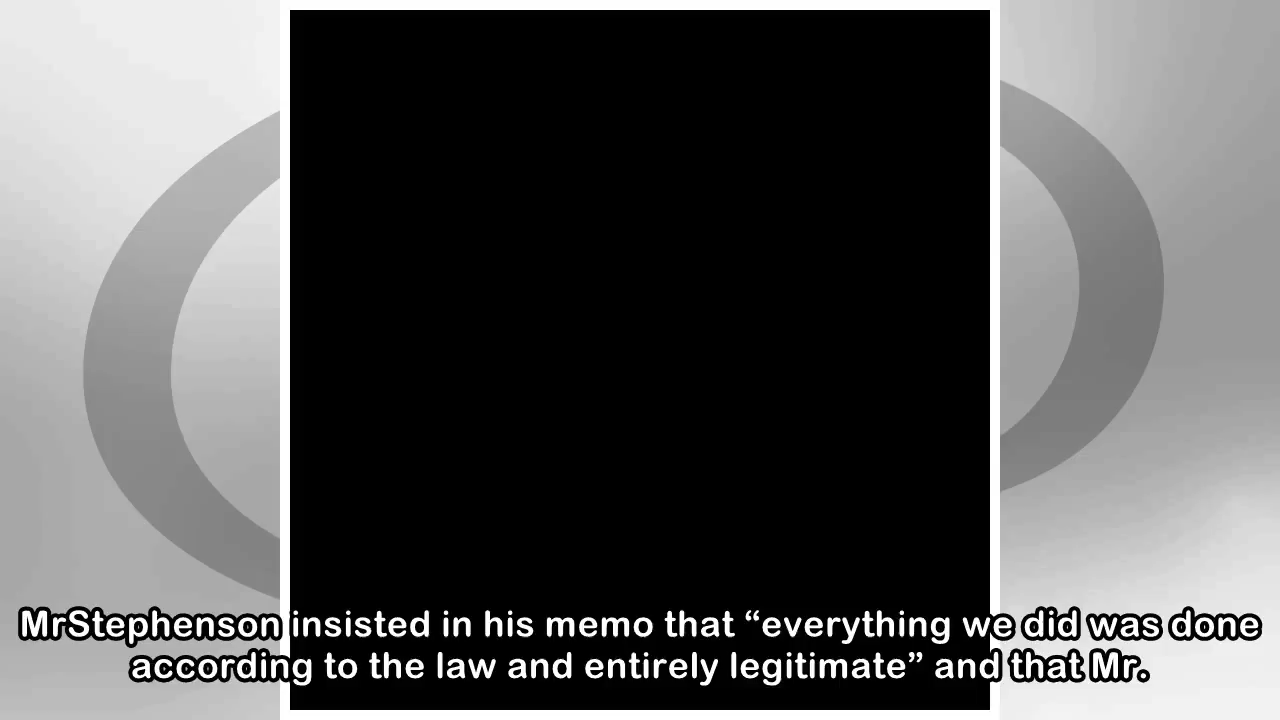 MrStephenson insisted in his memo that “everything we did was done
according to the law and entirely legitimate” and that Mr.